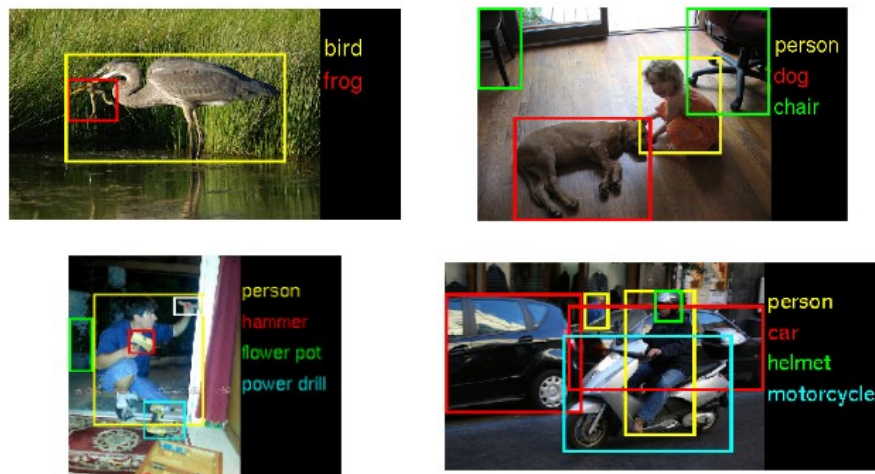 bird
frog
person
dog
chair
person
hammer
flower pot
power drill
person
car
helmet
motorcycle